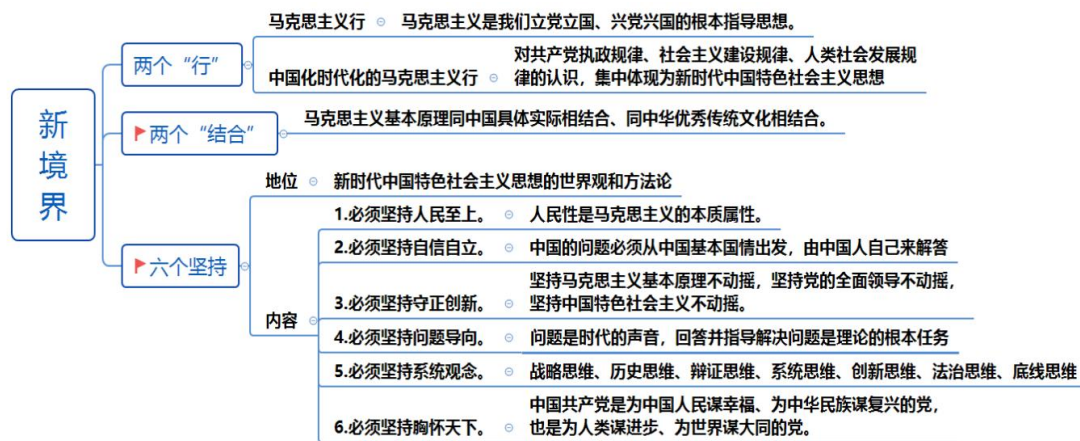 新境界
两个“行”
马克思主义行
马克思主义是我们立党立国、兴党兴国的根本指导思想。
中国化时代化的马克思主义行
对共产党执政规律、社会主义建设规律、人类社会发展规
律的认识，集中体现为新时代中国特色社会主义思想
两个“结合”
马克思主义基本原理同中国具体实际相结合、同中华优秀传统文化相结合。
六个坚持
地位
新时代中国特色社会主义思想的世界观和方法论
内容
1.必须坚持人民至上。
人民性是马克思主义的本质属性。
2.必须坚持自信自立。
中国的问题必须从中国基本国情出发，由中国人自己来解答
3.必须坚持守正创新。
坚持马克思主义基本原理不动摇，坚持党的全面领导不动摇，
坚持中国特色社会主义不动摇。
4.必须坚持问题导向。
问题是时代的声音，回答并指导解决问题是理论的根本任务
5.必须坚持系统观念。
战略思维、历史思维、辩证思维、系统思维、创新思维、法治思维、底线思维
6.必须坚持胸怀天下。
中国共产党是为中国人民谋幸福、为中华民族谋复兴的党，
也是为人类谋进步、为世界谋大同的党。